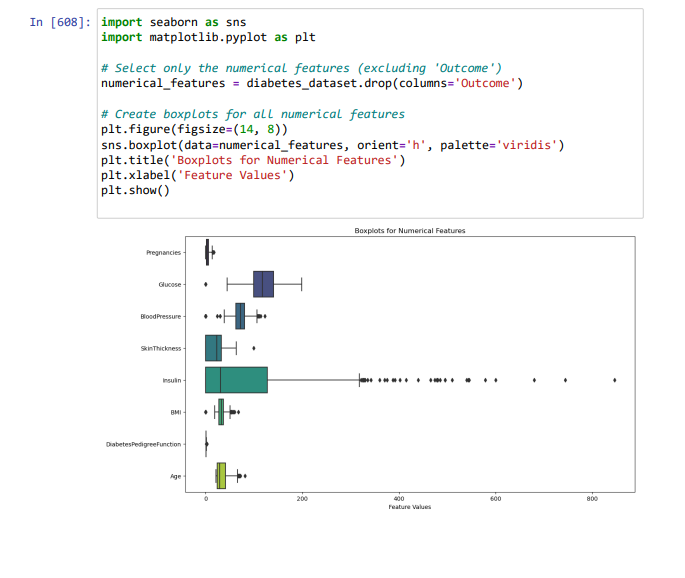 In [608]: import seaborn as sns
import matplotlib.pyplot as plt
# Select only the numerical features (excluding 'Outcome')
numerical_features = diabetes_dataset.drop(columns='Outcome')
# Create boxplots for all numerical features
plt.figure(figsize=(14, 8))
sns.boxplot(data=numerical_features, orient='h', palette='viridis')
plt.title('Boxplots for Numerical Features')
plt.xlabel('Feature Values')
plt.show()
Boxplots for Numerical Features
Pregnancies
Glucose
BloodPressure
SkinThickness
Insulin
BMI
DiabetesPedigreeFunction
Age
0 200 400 600 800
Feature Values